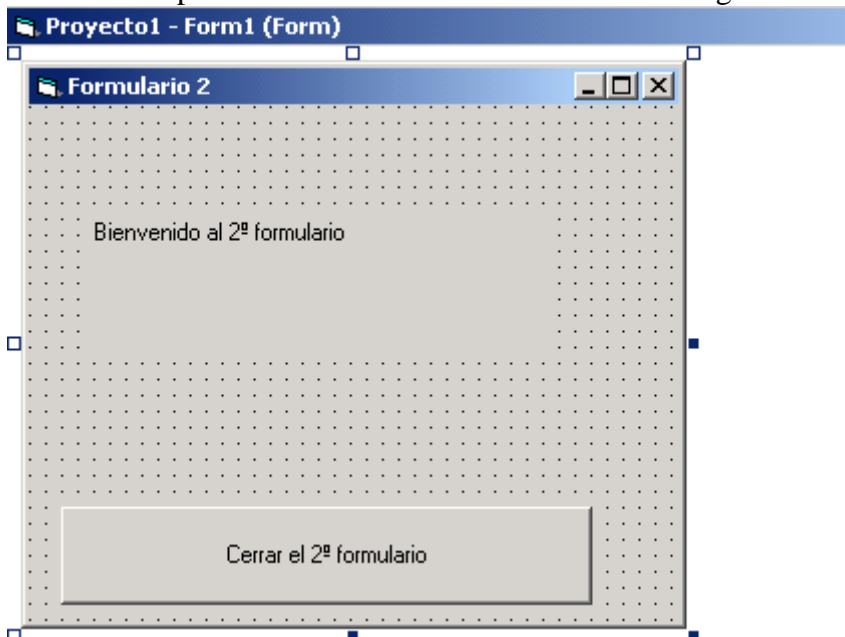 Proyecto1 - Form1 (Form)
Formulario 2
Bienvenido al 2º formulario
Cerrar el 2º formulario